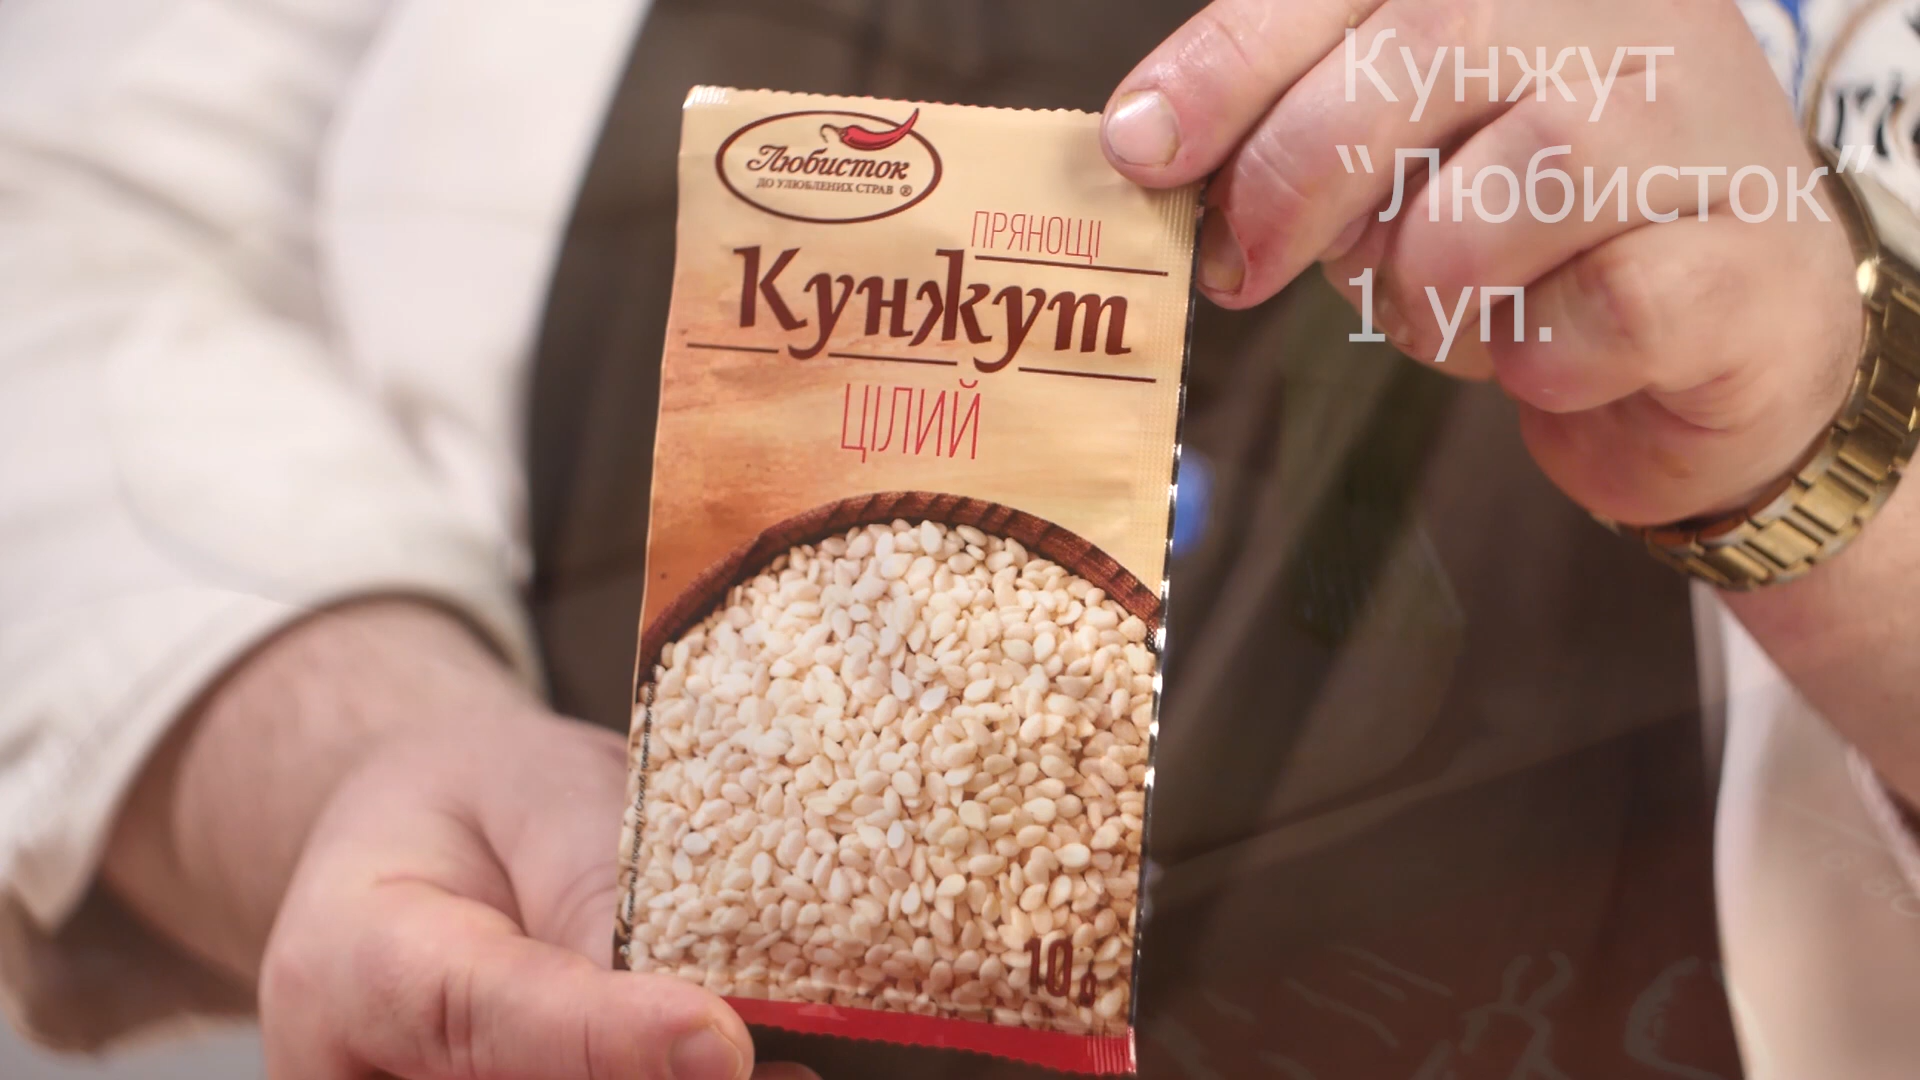 Любисток
ДО УЛЮБЛЕНИХ СТРАВ ®
ПРЯНОЩІ
Кунжут
ЦІЛИЙ
10 g
Кунжут
“Любисток”
1 уп.